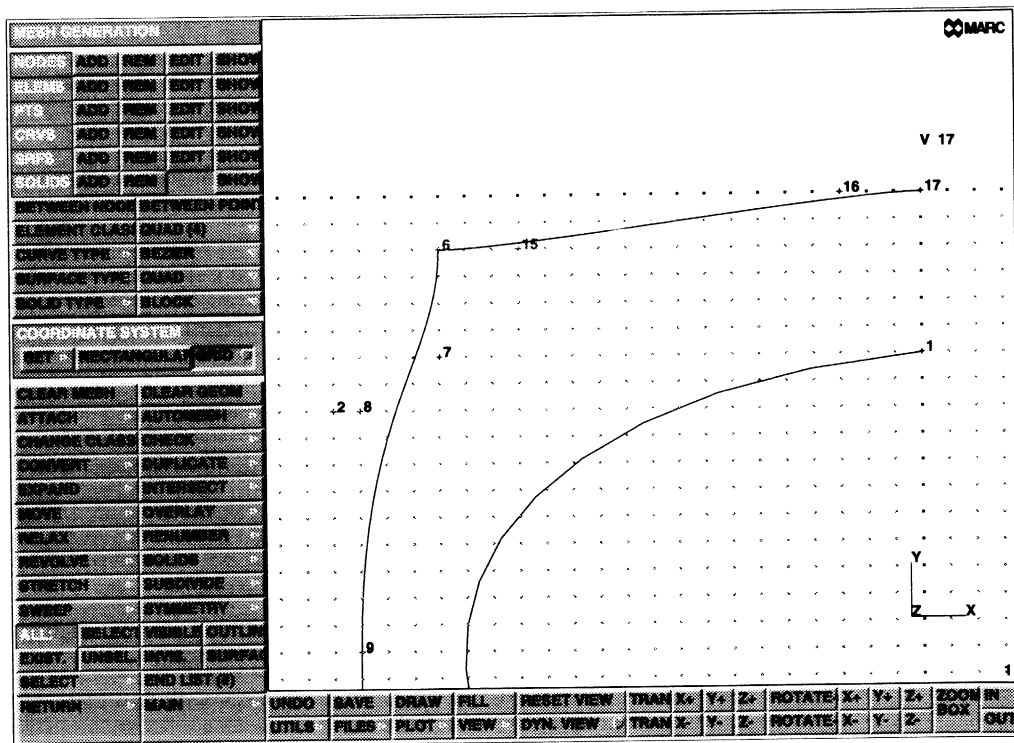 MESH GENERATION
MARC
NODES ADD REM EDIT SHOW
ELEMS ADD REM EDIT SHOW
PTS ADD REM EDIT SHOW
CRVS ADD REM EDIT SHOW
SRFS ADD REM EDIT SHOW
SOLIDS ADD REM SHOW
V 17
16 17
BETWEEN NODE BETWEEN POINT
ELEMENT CLASS QUAD (4)
6 15
CURVE TYPE BEZIER
SURFACE TYPE QUAD
SOLID TYPE BLOCK
COORDINATE SYSTEM
SET RECTANGULAR GRID
7 1
CLEAR MESH CLEAR GEOM
ATTACH AUTOMESH
2 8
CHANGE CLASS CHECK
CONVERT DUPLICATE
EXPAND INTERSECT
MOVE OVERLAY
RELAX RENUMBER
REVOLVE SOLIDS
STRETCH SUBDIVIDE
SWEEP SYMMETRY
Y
Z X
ALL: SELECT VISIBLE OUTLIN
EXIST. UNSEL. INVIS. SURFAC
9
SELECT END LIST (#)
1
RETURN MAIN
UNDO SAVE DRAW FILL RESET VIEW TRAN X+ Y+ Z+ ROTATE X+ Y+ Z+ ZOOM BOX IN
UTILS FILES PLOT VIEW DYN. VIEW TRAN X- Y- Z- ROTATE X- Y- Z- OUT